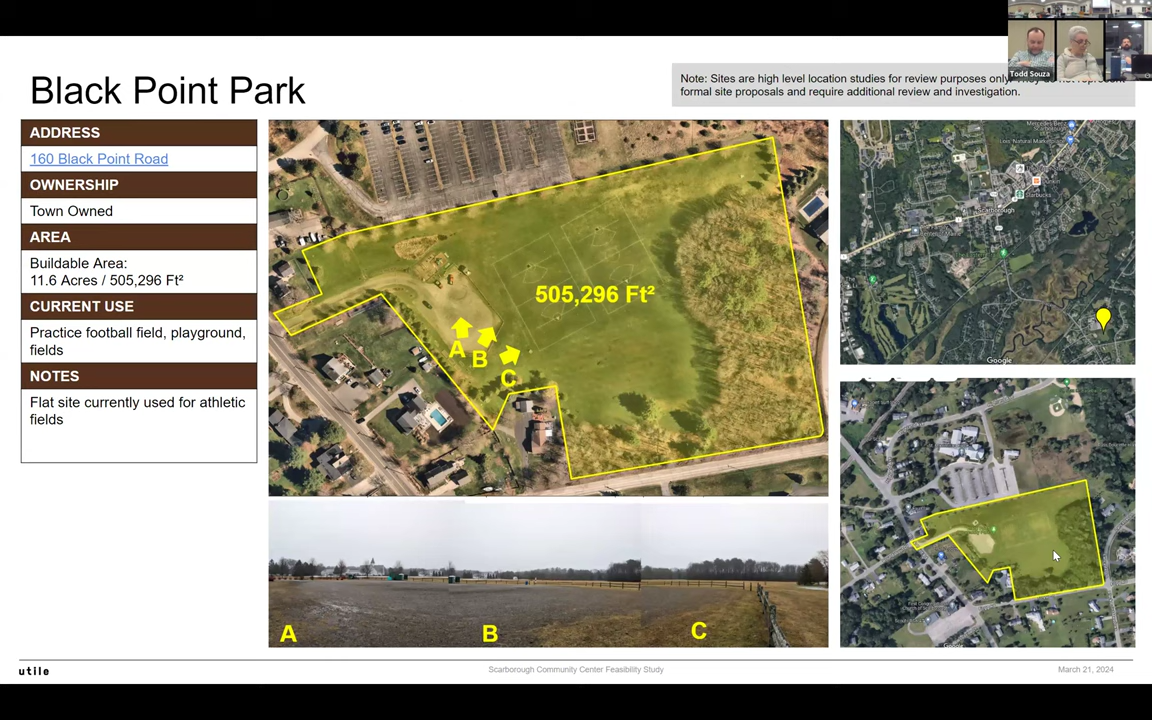 Black Point Park
Todd Souza
Note: Sites are high level location studies for review purposes only.
formal site proposals and require additional review and investigation.
ADDRESS
160 Black Point Road
OWNERSHIP
Town Owned
AREA
Buildable Area:
11.6 Acres / 505,296 Ft²
CURRENT USE
Practice football field, playground,
fields
NOTES
Flat site currently used for athletic
fields
505,296 Ft²
A
B
C
A
B
C
Scarborough
Google
Google
utile
Scarborough Community Center Feasibility Study
March 21, 2024